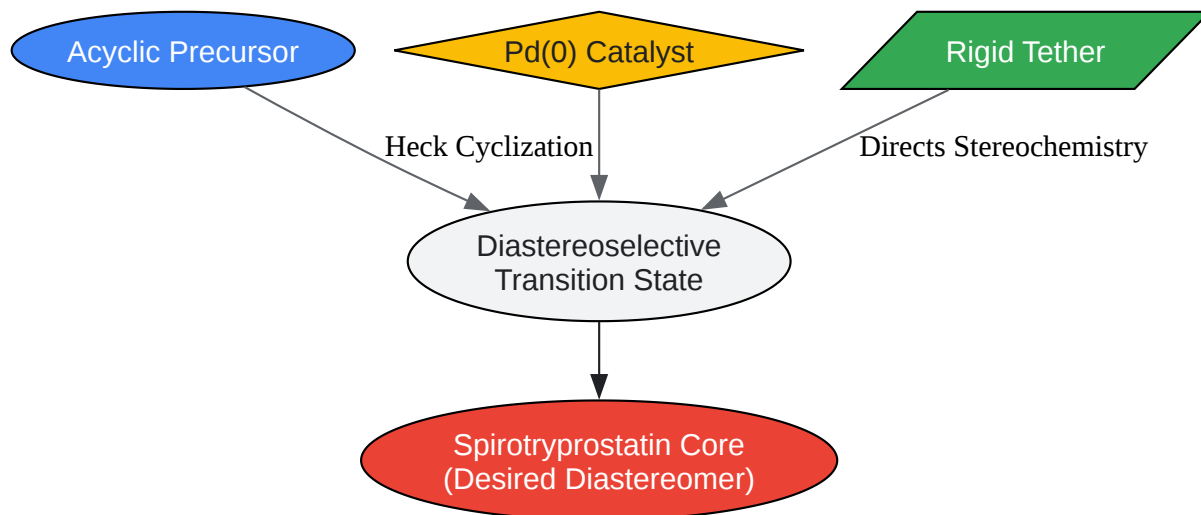 Acyclic Precursor
Pd(0) Catalyst
Rigid Tether
Heck Cyclization
Directs Stereochemistry
Diastereoselective
Transition State
Spirotryprostatin Core
(Desired Diastereomer)